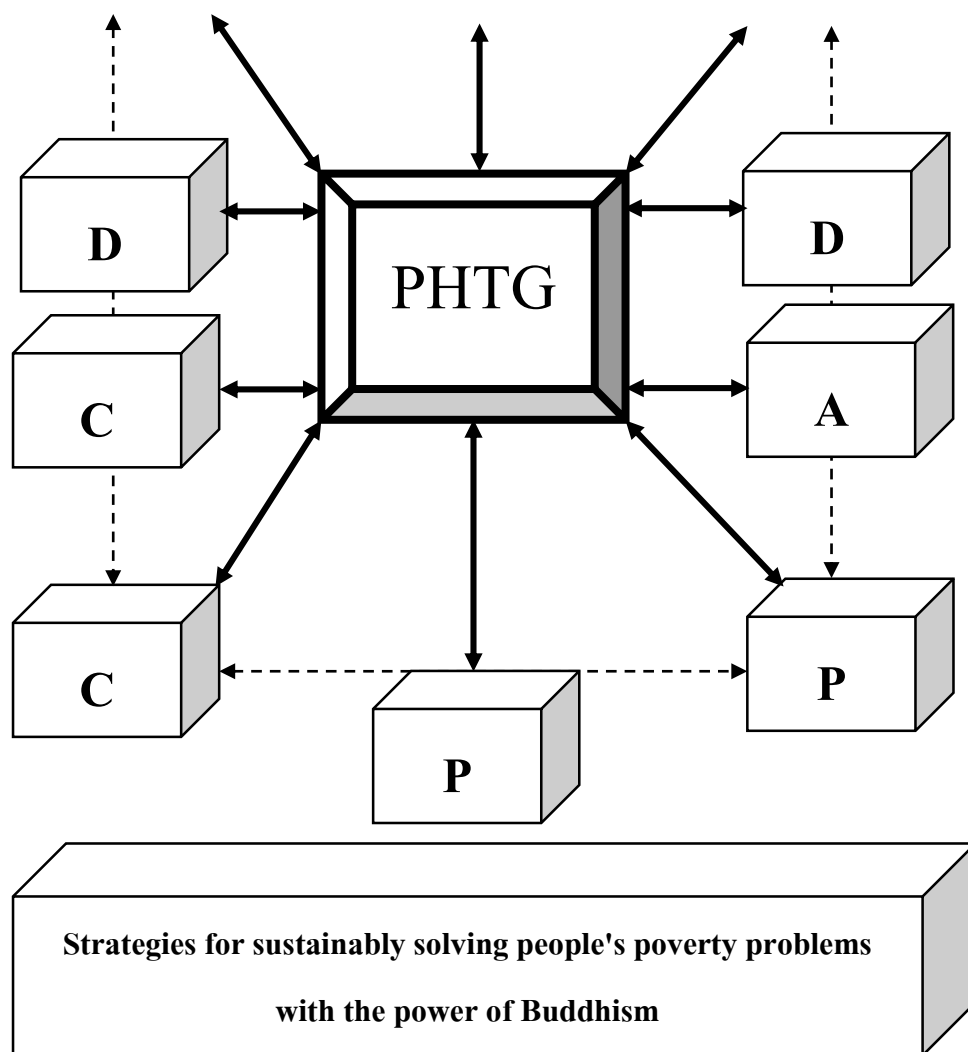 D
PHTG
D
C
A
C
P
P
Strategies for sustainably solving people's poverty problems
with the power of Buddhism